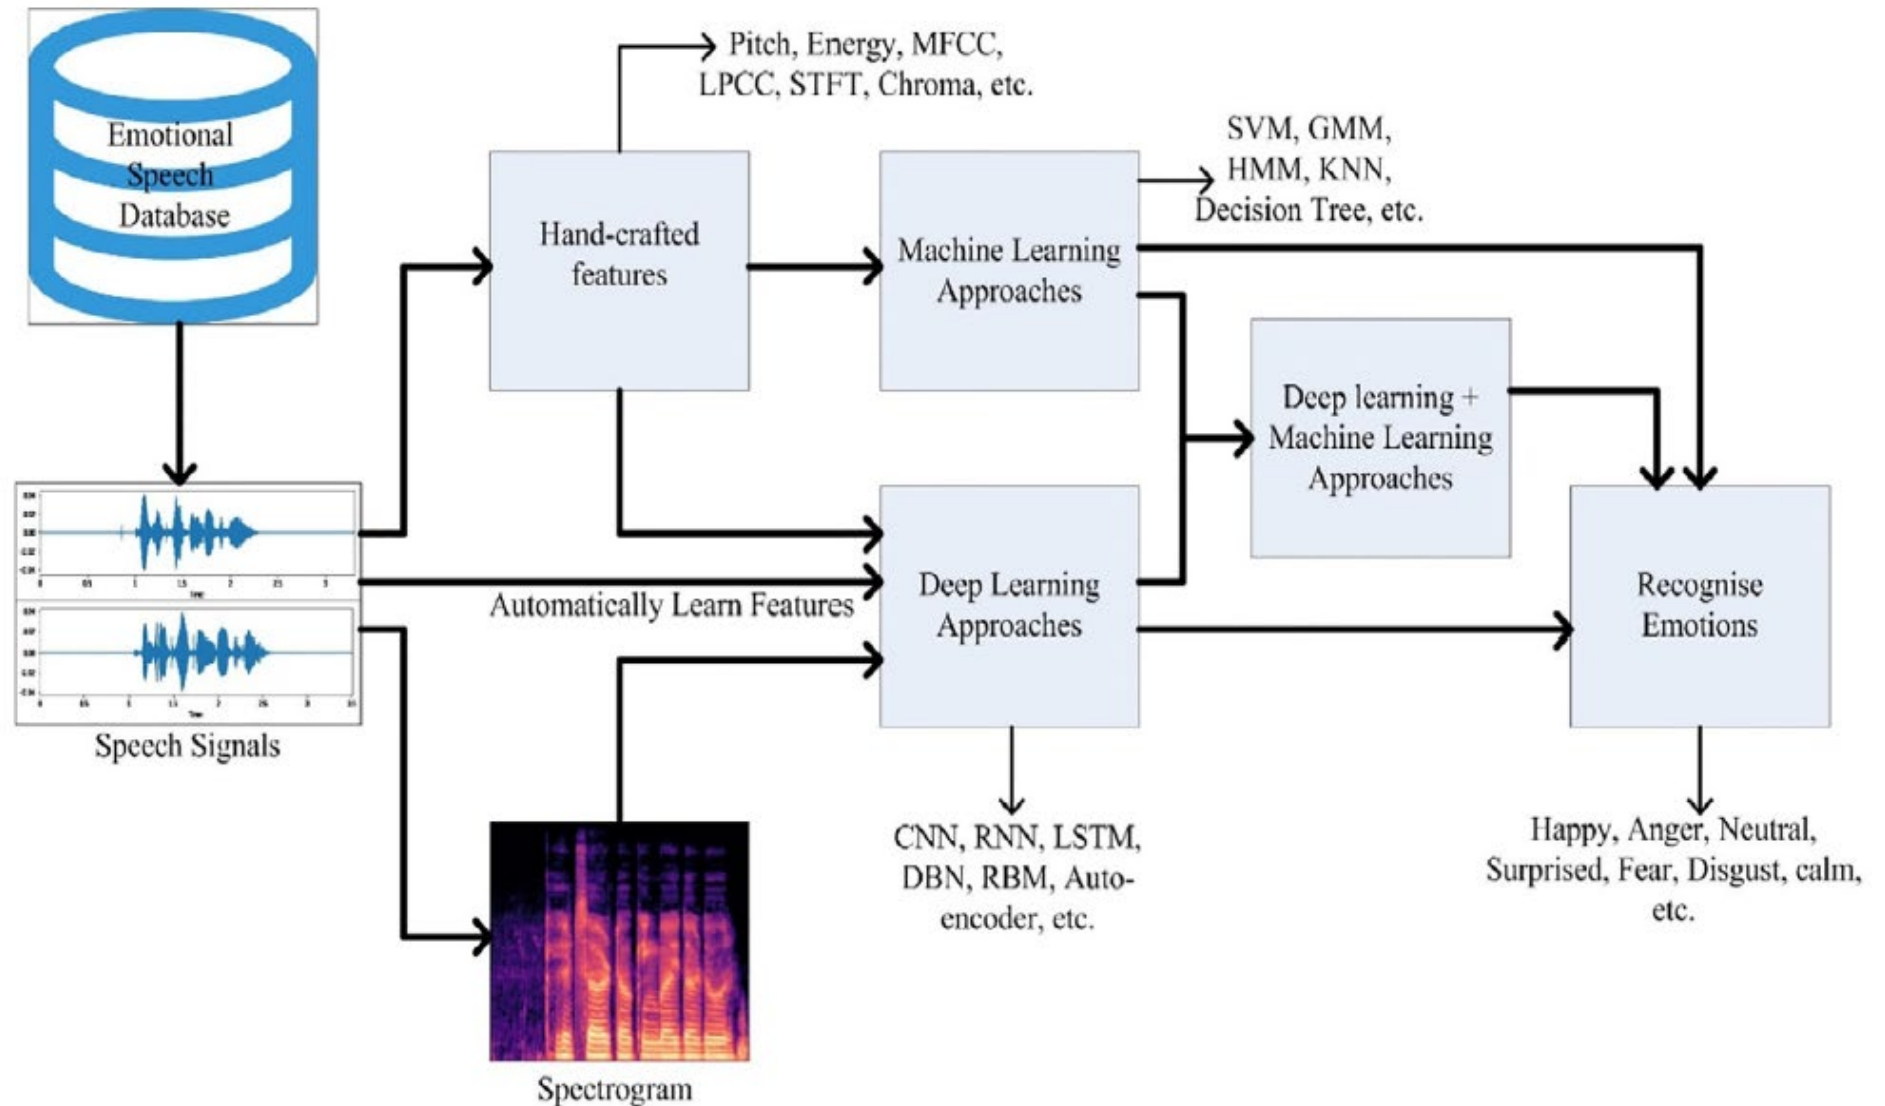 Emotional
Speech
Database
Pitch, Energy, MFCC,
LPCC, STFT, Chroma, etc.
Hand-crafted
features
SVM, GMM,
HMM, KNN,
Decision Tree, etc.
Machine Learning
Approaches
Deep learning +
Machine Learning
Approaches
Automatically Learn Features
Deep Learning
Approaches
Recognise
Emotions
Speech Signals
CNN, RNN, LSTM,
DBN, RBM, Auto-
encoder, etc.
Happy, Anger, Neutral,
Surprised, Fear, Disgust, calm,
etc.
Spectrogram